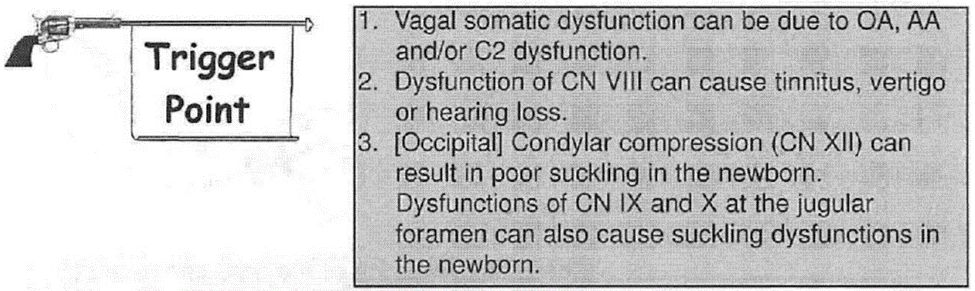 Trigger
Point
1. Vagal somatic dysfunction can be due to OA, AA
and/or C2 dysfunction.
2. Dysfunction of CN VIII can cause tinnitus, vertigo
or hearing loss.
3. [Occipital] Condylar compression (CN XII) can
result in poor suckling in the newborn.
Dysfunctions of CN IX and X at the jugular
foramen can also cause suckling dysfunctions in
the newborn.